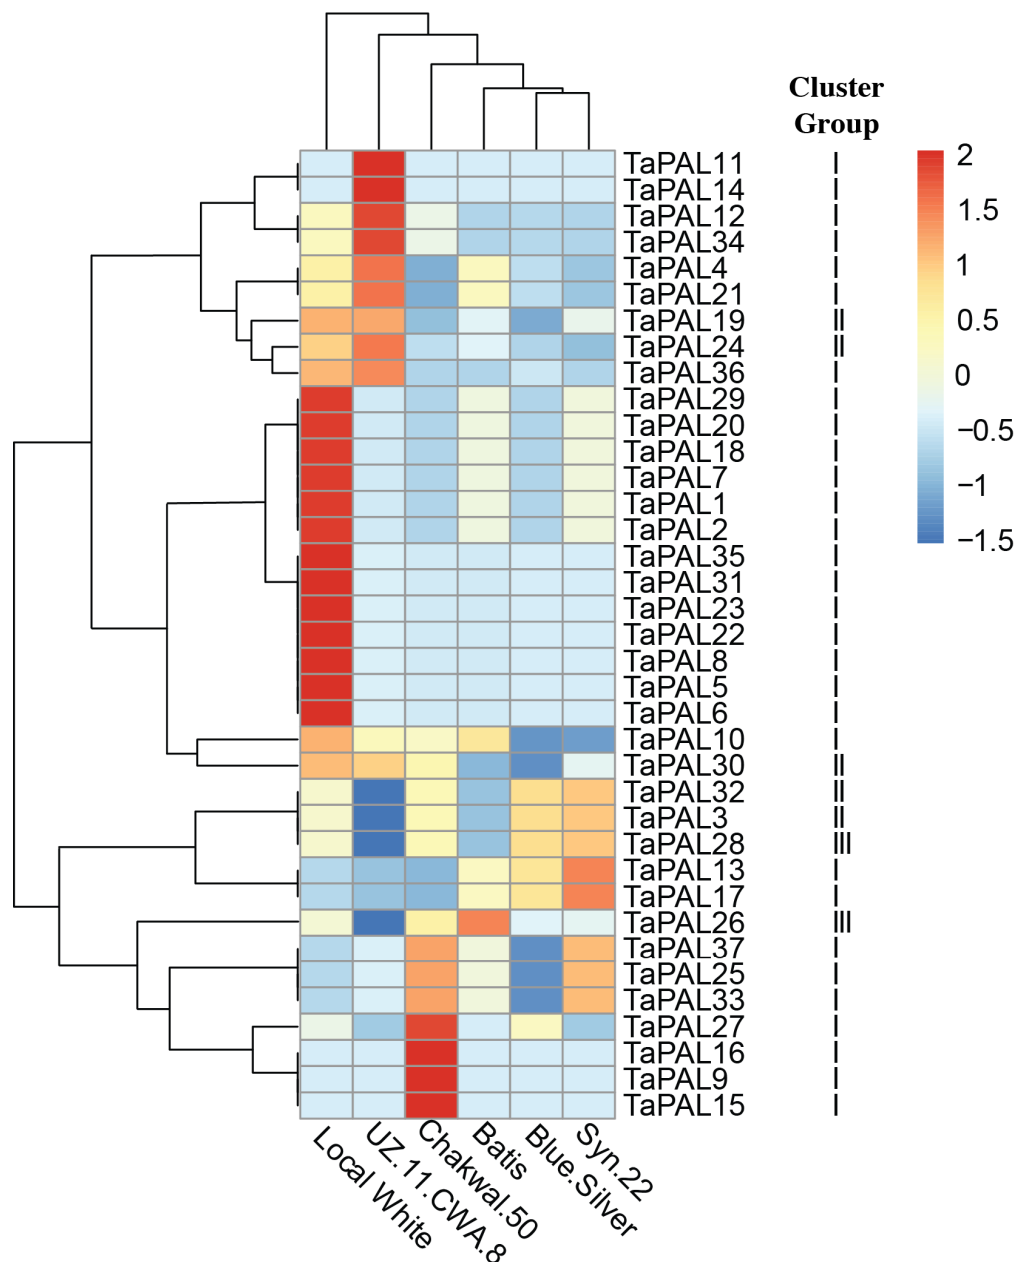 Cluster
Group
TaPAL11 I
TaPAL14 I
TaPAL12 I
TaPAL34 I
TaPAL4 I
TaPAL21 I
TaPAL19 II
TaPAL24 II
TaPAL36 I
TaPAL29 I
TaPAL20 I
TaPAL18 I
TaPAL7 I
TaPAL1 I
TaPAL2 I
TaPAL35 I
TaPAL31 I
TaPAL23 I
TaPAL22 I
TaPAL8 I
TaPAL5 I
TaPAL6 I
TaPAL10 I
TaPAL30 II
TaPAL32 II
TaPAL3 II
TaPAL28 III
TaPAL13 I
TaPAL17 I
TaPAL26 III
TaPAL37 I
TaPAL25 I
TaPAL33 I
TaPAL27 I
TaPAL16 I
TaPAL9 I
TaPAL15 I
2
1.5
1
0.5
0
−0.5
−1
−1.5
Local White
UZ.11.CWA.8
Chakwal.50
Batis
Blue.Silver
Syn.22